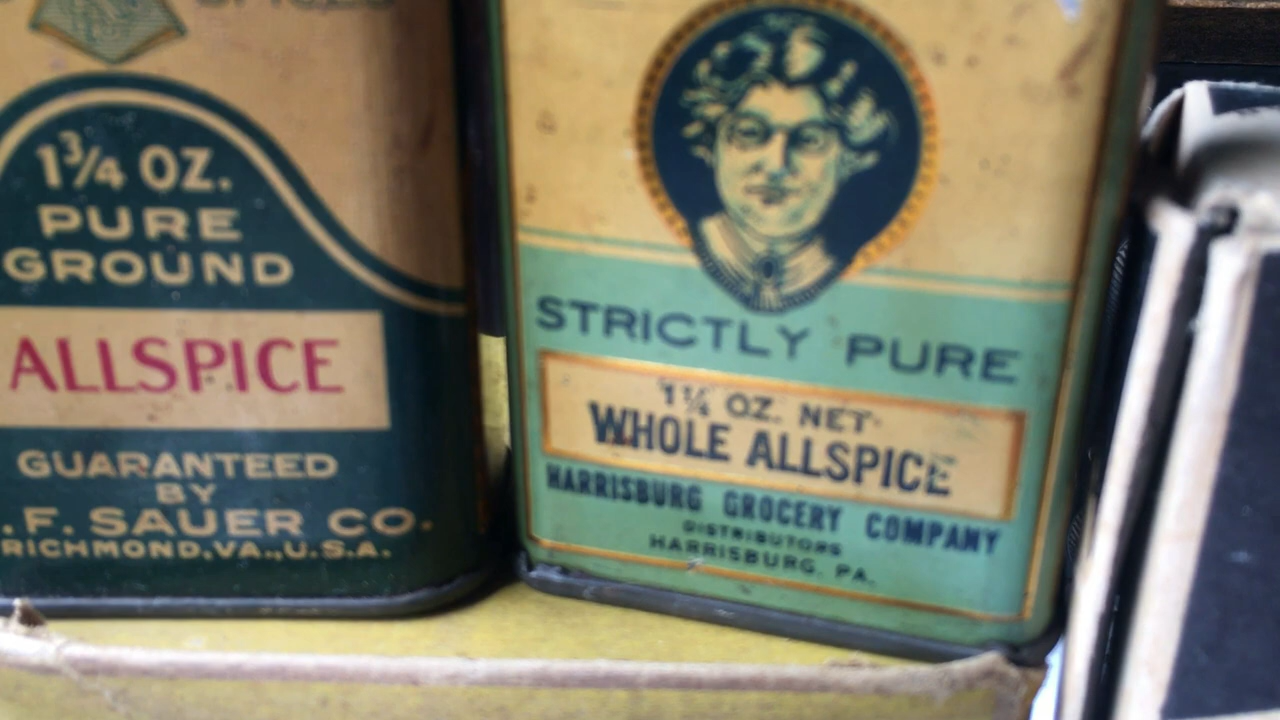 SPICES
1¾ OZ.
PURE
GROUND
ALLSPICE
GUARANTEED
BY
.F. SAUER CO.
RICHMOND, VA., U.S.A.
STRICTLY PURE
1¼ OZ. NET.
WHOLE ALLSPICE
HARRISBURG GROCERY COMPANY
DISTRIBUTORS
HARRISBURG. PA.